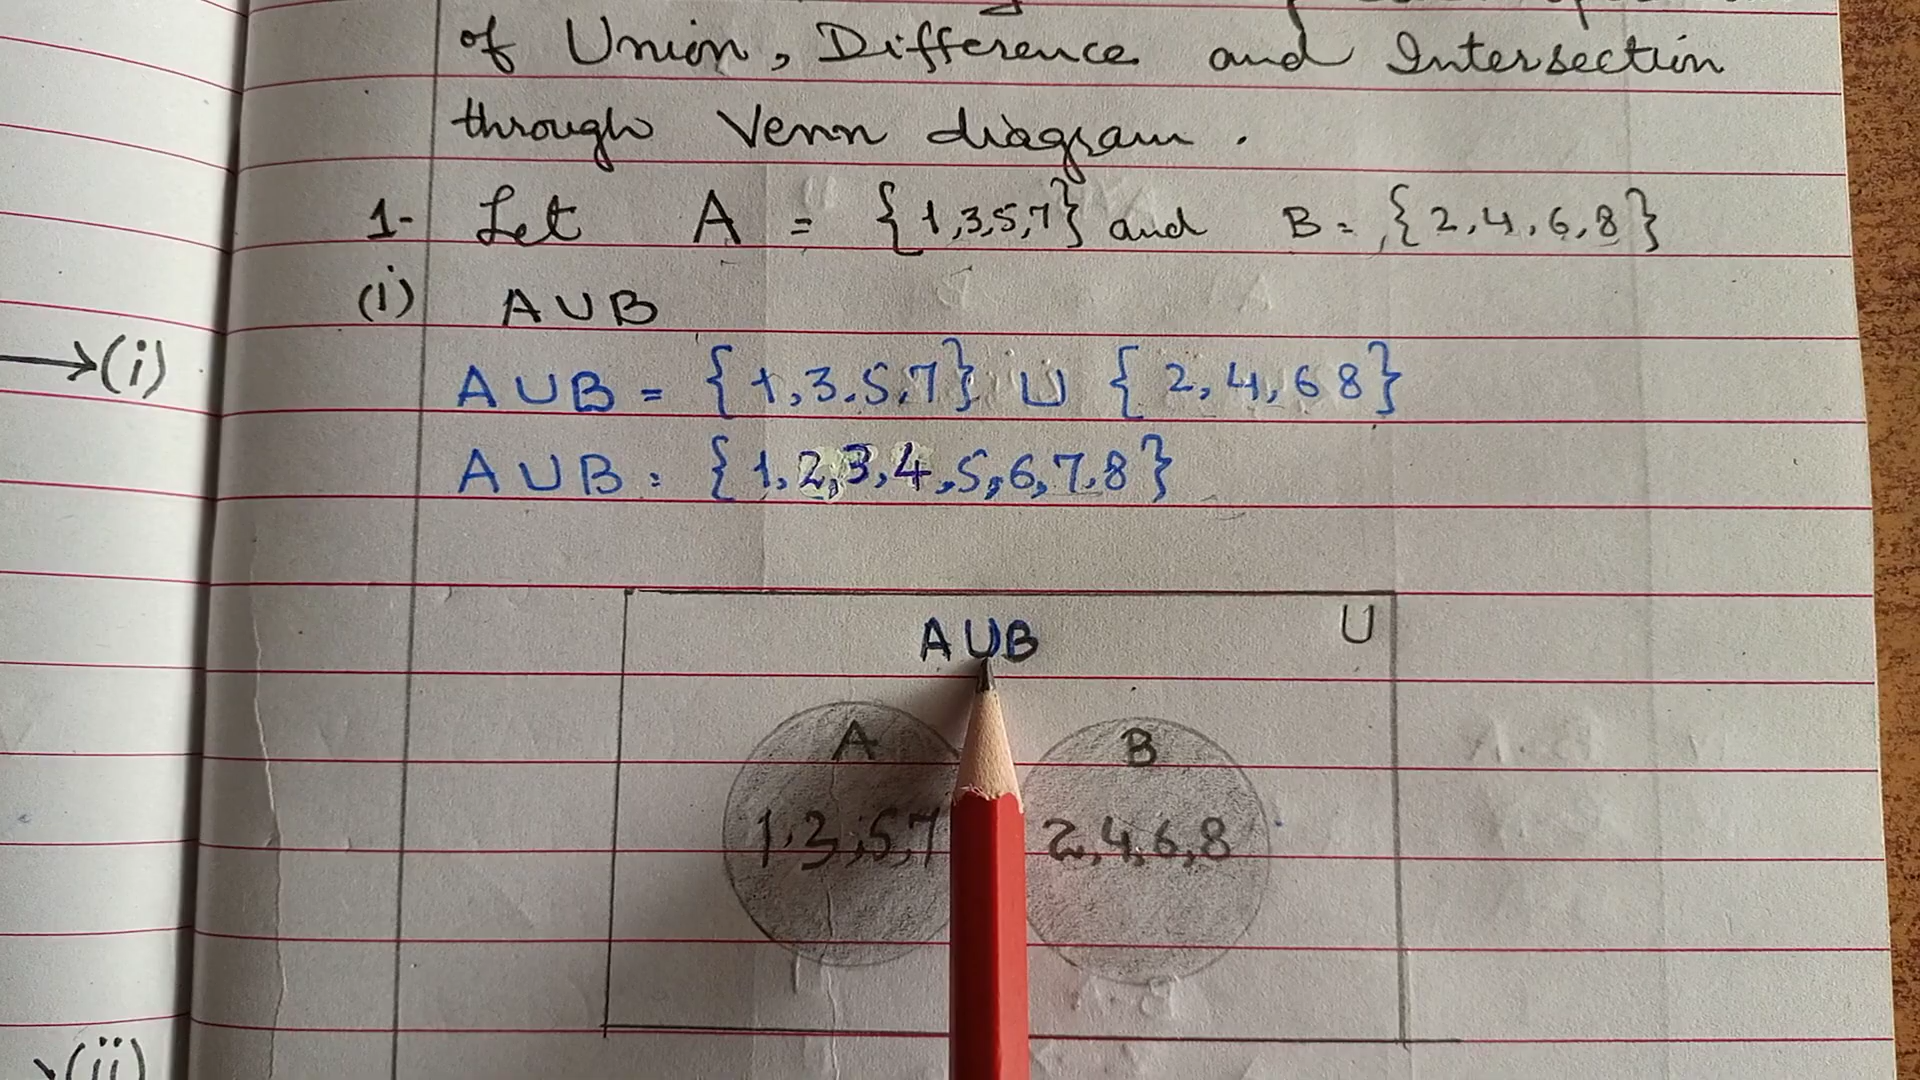 of Union, Difference and Intersection
through Venn diagram.
1- Let A = {1,3,5,7} and B = {2,4,6,8}
(i) A∪B
→(i)
A∪B = {1,3.5,7} ∪ {2,4,6 8}
A∪B = {1,2,3,4,5,6,7,8}
A∪B U
A B
1,3,5,7 2,4,6,8
(ii)